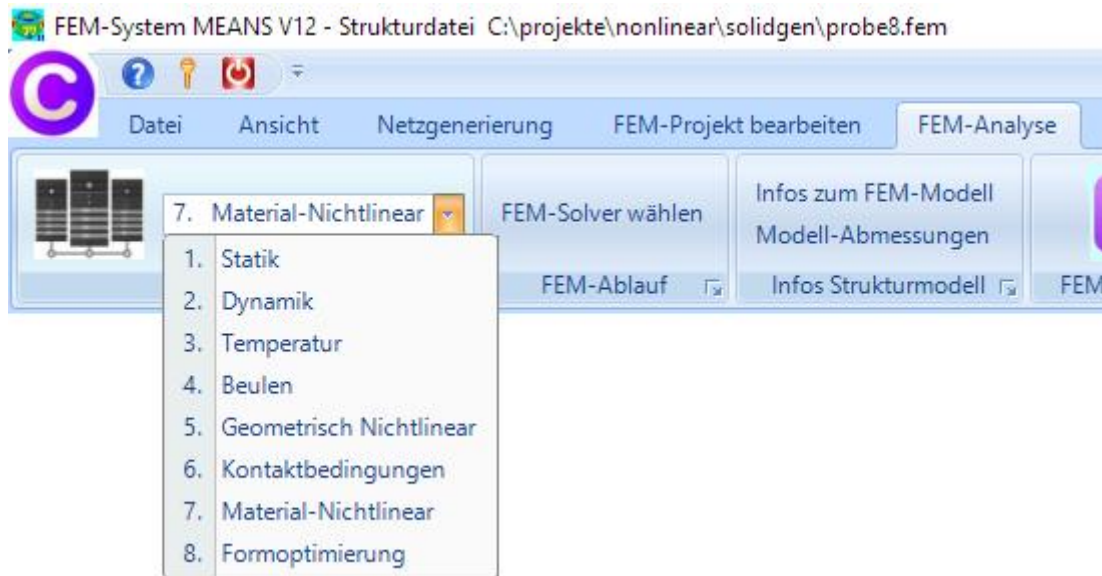 FEM-System MEANS V12 - Strukturdatei C:\projekte\nonlinear\solidgen\probe8.fem
C
Datei Ansicht Netzgenerierung FEM-Projekt bearbeiten FEM-Analyse
7. Material-Nichtlinear
FEM-Solver wählen
Infos zum FEM-Modell
Modell-Abmessungen
FEM-Ablauf
Infos Strukturmodell
FEM
1. Statik
2. Dynamik
3. Temperatur
4. Beulen
5. Geometrisch Nichtlinear
6. Kontaktbedingungen
7. Material-Nichtlinear
8. Formoptimierung